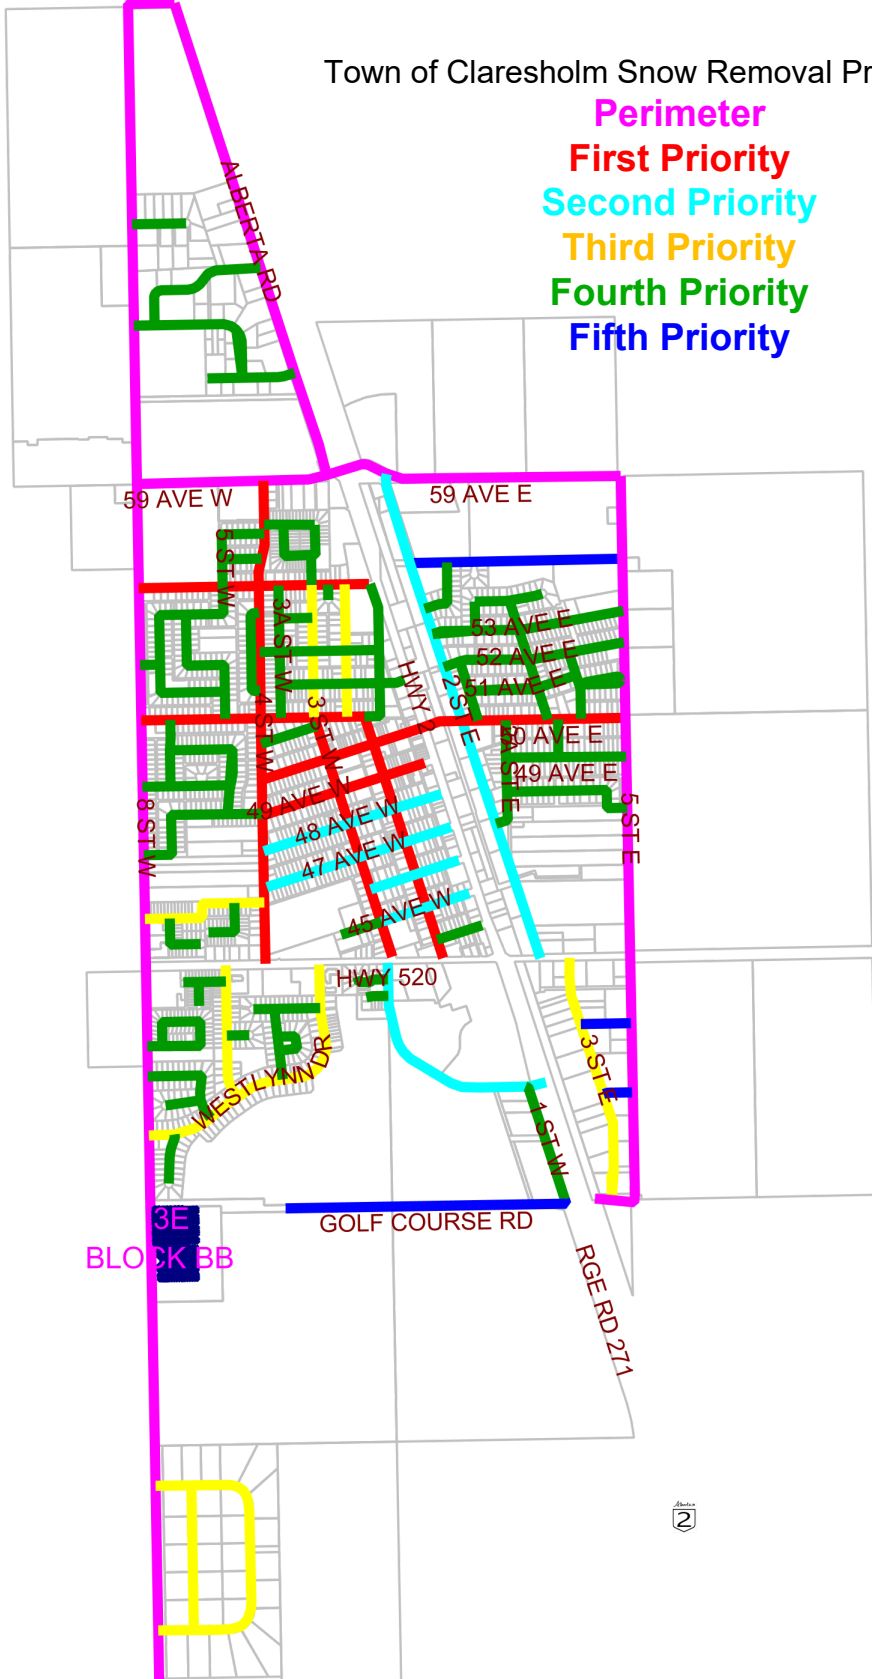 Town of Claresholm Snow Removal Pr
Perimeter
First Priority
Second Priority
Third Priority
Fourth Priority
Fifth Priority
ALBERTA RD
59 AVE W
59 AVE E
5 ST W
3A ST W
53 AVE E
52 AVE E
51 AVE E
HWY 2
2 ST E
4 ST W
3 ST W
50 AVE E
49 AVE E
49 AVE W
48 AVE W
47 AVE W
8 ST W
5 ST E
45 AVE W
HWY 520
3 ST E
WESTLYNN DR
1 ST W
3E
GOLF COURSE RD
BLOCK BB
RGE RD 271
Alberta
2